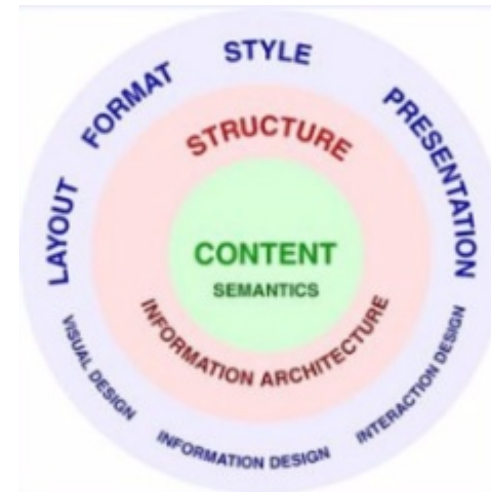 LAYOUT FORMAT STYLE PRESENTATION
STRUCTURE
CONTENT
SEMANTICS
INFORMATION ARCHITECTURE
VISUAL DESIGN
INFORMATION DESIGN
INTERACTION DESIGN